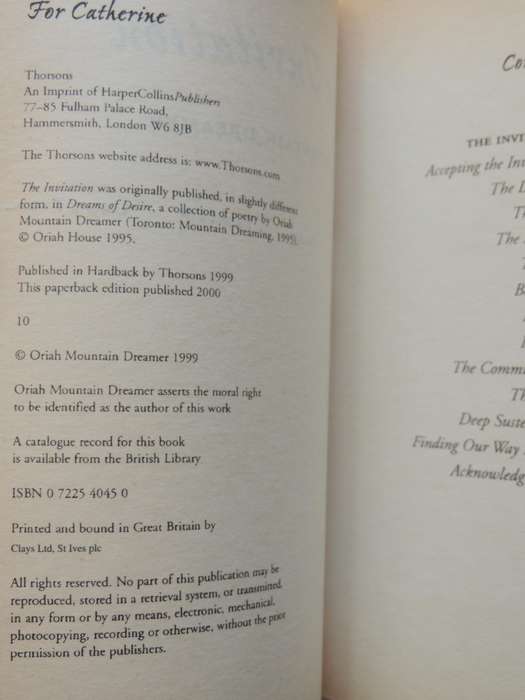 For Catherine
Thorsons
An Imprint of HarperCollinsPublishers
77–85 Fulham Palace Road,
Hammersmith, London W6 8JB
The Thorsons website address is: www.Thorsons.com
The Invitation was originally published, in slightly different
form, in Dreams of Desire, a collection of poetry by Oriah
Mountain Dreamer (Toronto: Mountain Dreaming, 1995).
© Oriah House 1995.
Published in Hardback by Thorsons 1999
This paperback edition published 2000
10
© Oriah Mountain Dreamer 1999
Oriah Mountain Dreamer asserts the moral right
to be identified as the author of this work
A catalogue record for this book
is available from the British Library
ISBN 0 7225 4045 0
Printed and bound in Great Britain by
Clays Ltd, St Ives plc
All rights reserved. No part of this publication may be
reproduced, stored in a retrieval system, or transmitted,
in any form or by any means, electronic, mechanical,
photocopying, recording or otherwise, without the prior
permission of the publishers.
THE
Accepting the
The
The
The
Deep
Finding Our Way